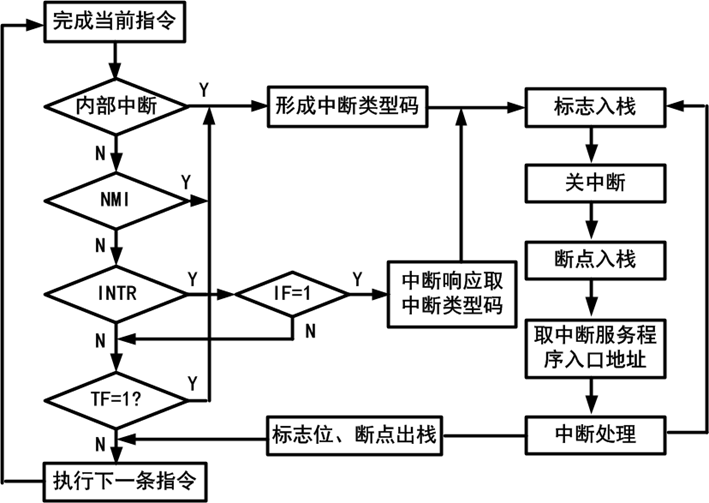 完成当前指令
内部中断
Y
形成中断类型码
标志入栈
N
关中断
NMI
Y
N
断点入栈
INTR
Y
IF=1
Y
中断响应取
中断类型码
N
N
取中断服务程
序入口地址
TF=1?
Y
N
标志位、断点出栈
中断处理
执行下一条指令